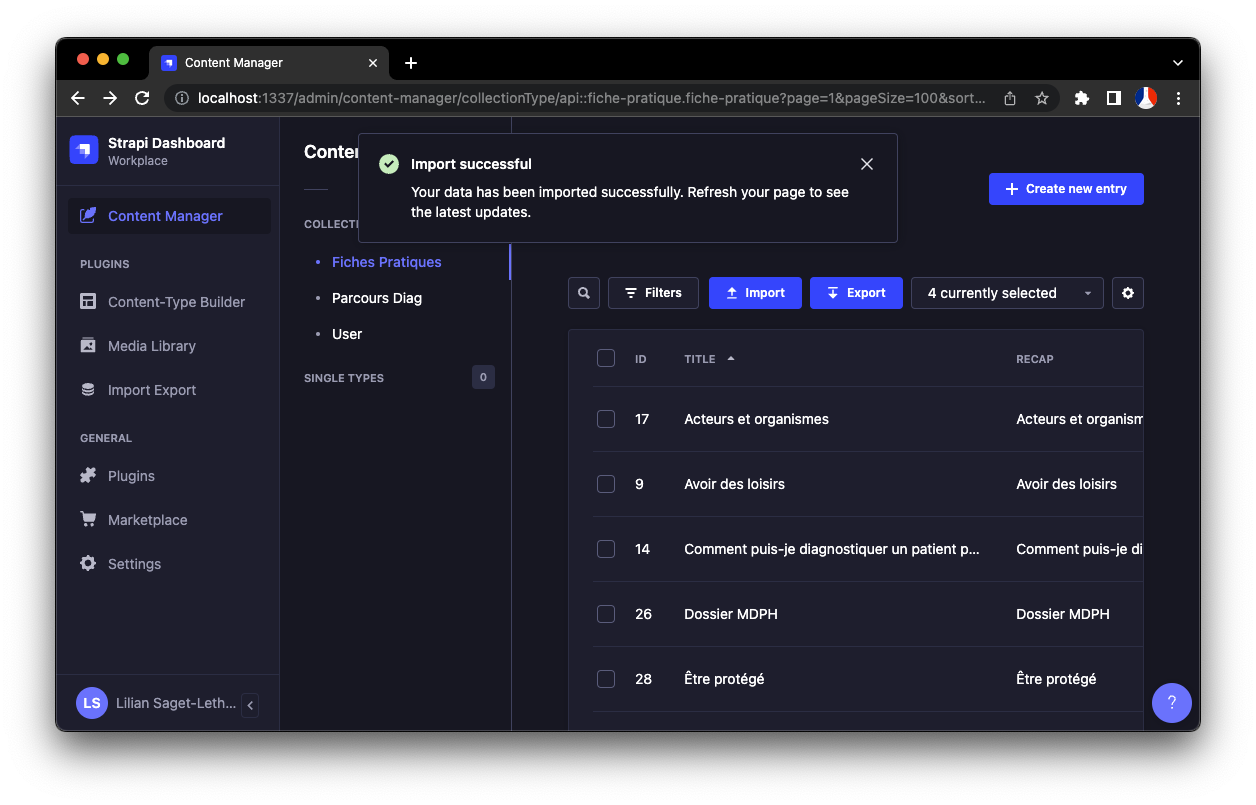 Content Manager
localhost:1337/admin/content-manager/collectionType/api::fiche-pratique.fiche-pratique?page=1&pageSize=100&sort...
Strapi Dashboard
Workplace
Content Manager
PLUGINS
Content-Type Builder
Media Library
Import Export
GENERAL
Plugins
Marketplace
Settings
LS Lilian Saget-Leth...
Conte
COLLECTI
Fiches Pratiques
Parcours Diag
User
SINGLE TYPES 0
Import successful
Your data has been imported successfully. Refresh your page to see
the latest updates.
Create new entry
Filters Import Export 4 currently selected
ID TITLE RECAP
17 Acteurs et organismes Acteurs et organism
9 Avoir des loisirs Avoir des loisirs
14 Comment puis-je diagnostiquer un patient p... Comment puis-je di
26 Dossier MDPH Dossier MDPH
28 Être protégé Être protégé
?